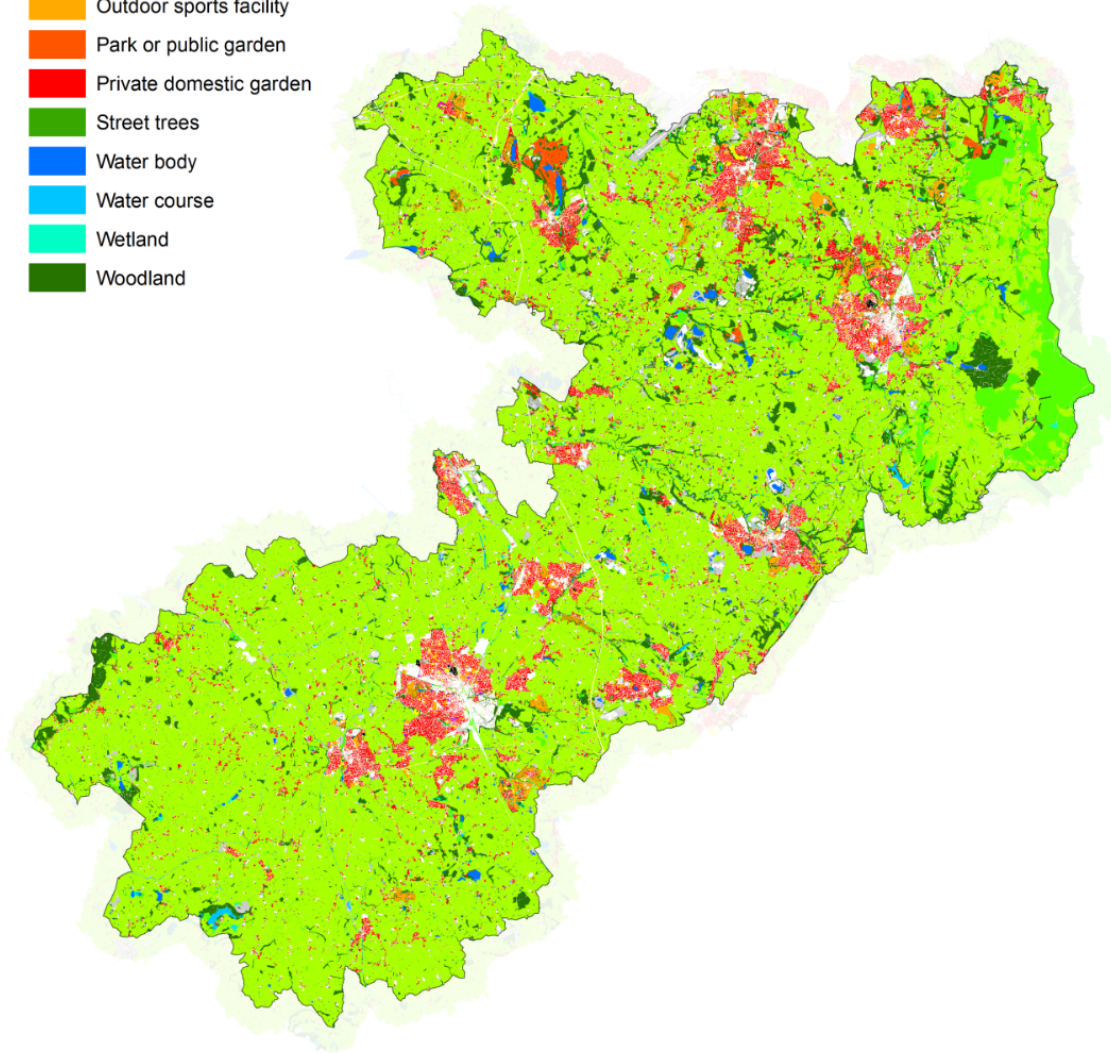 Outdoor sports facility
Park or public garden
Private domestic garden
Street trees
Water body
Water course
Wetland
Woodland